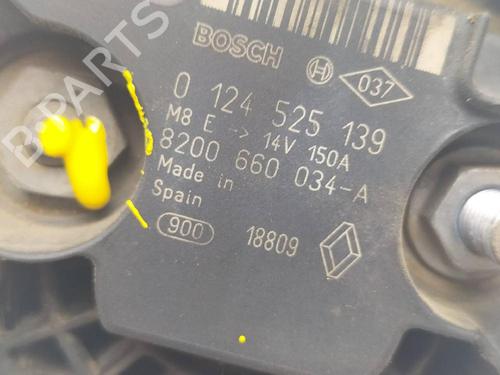 BOSCH
037
0 124 525 139
M8 E -> 14V 150A
8200 660 034-A
Made in
Spain
900 18809
B-PARTS